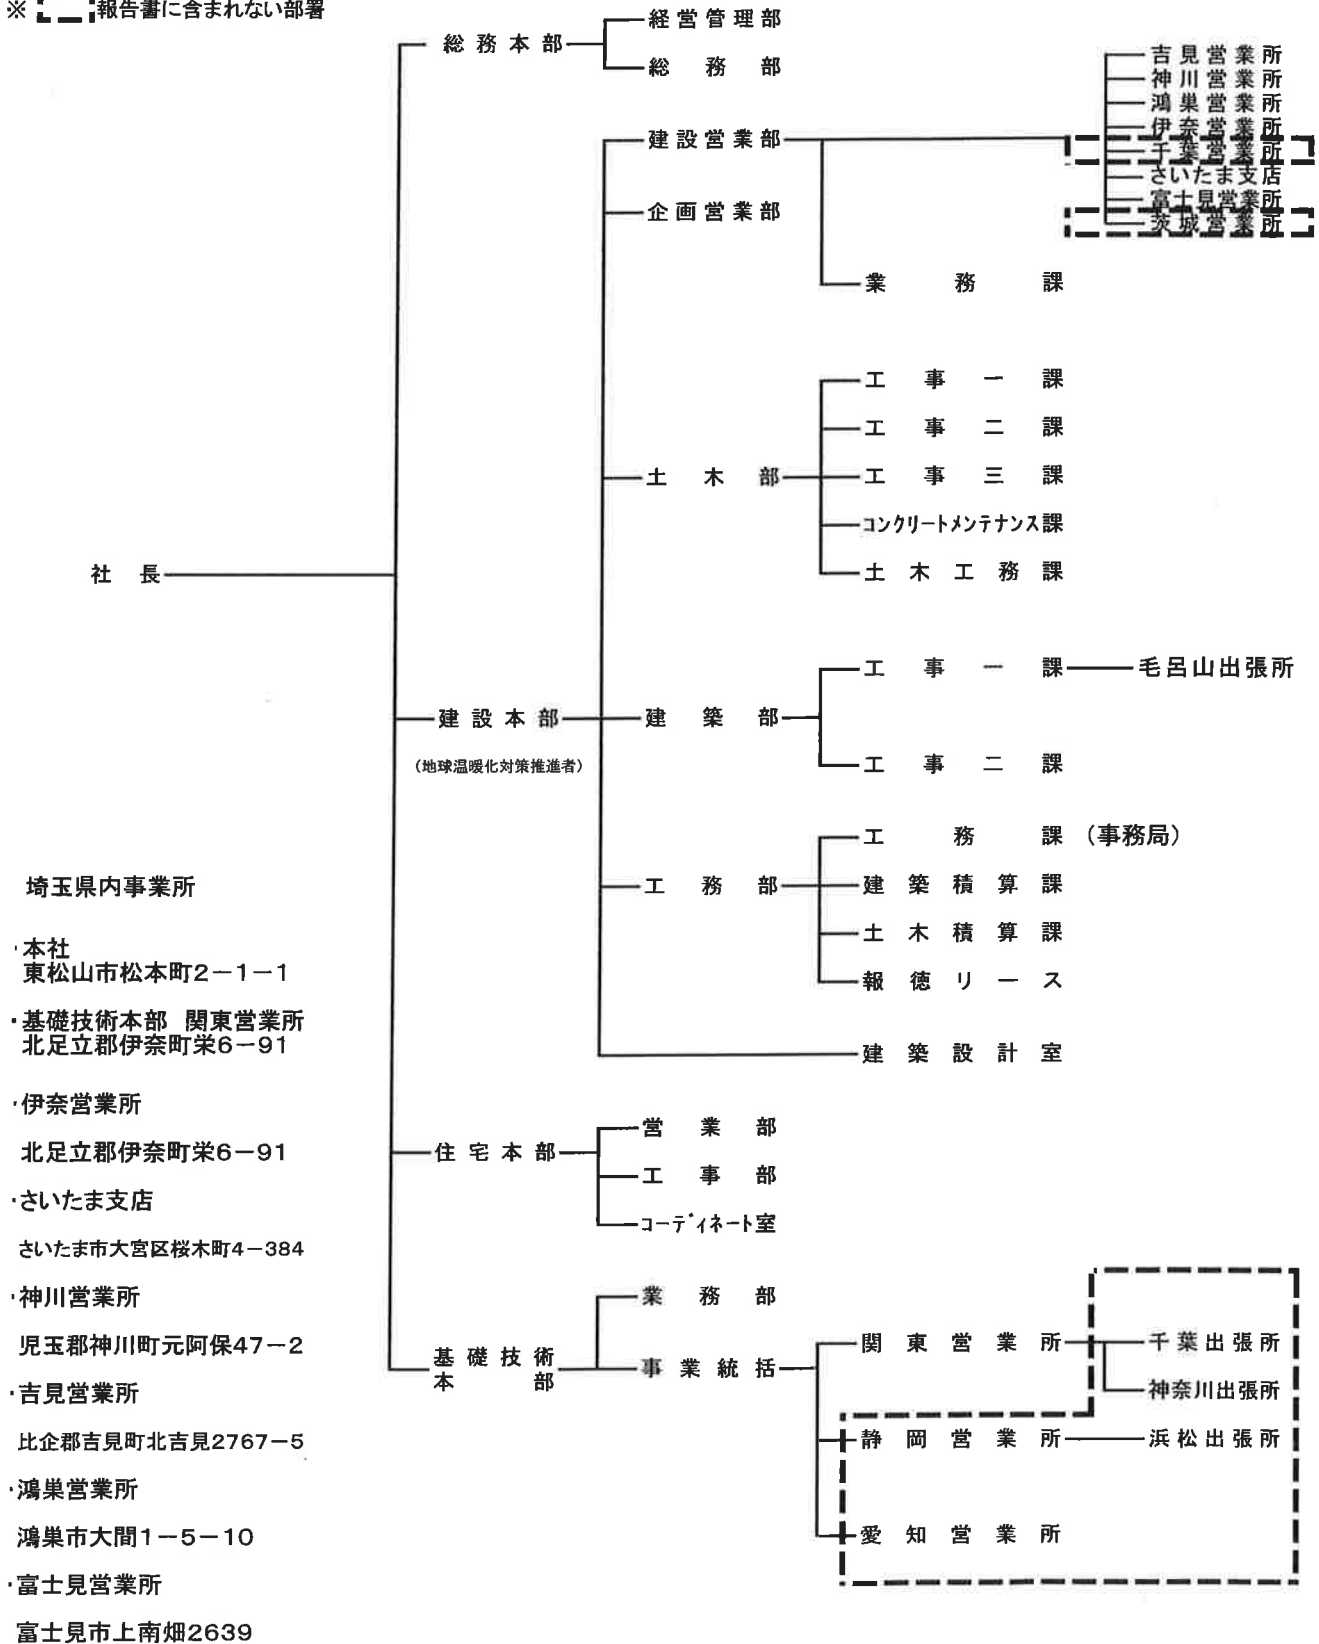 ※ 報告書に含まれない部署
総務本部
経営管理部
総務部
建設営業部
吉見営業所
神川営業所
鴻巣営業所
伊奈営業所
千葉営業所
さいたま支店
富士見営業所
茨城営業所
企画営業部
業務課
土木部
工事一課
工事二課
工事三課
コンクリートメンテナンス課
土木工務課
社長
建設本部
(地球温暖化対策推進者)
建築部
工事一課
毛呂山出張所
工事二課
工務部
工務課 (事務局)
建築積算課
土木積算課
報徳リース
建築設計室
住宅本部
営業部
工事部
コーディネート室
基礎技術
本部
業務部
事業統括
関東営業所
千葉出張所
神奈川出張所
静岡営業所
浜松出張所
愛知営業所
埼玉県内事業所
・本社
東松山市松本町2-1-1
・基礎技術本部 関東営業所
北足立郡伊奈町栄6-91
・伊奈営業所
北足立郡伊奈町栄6-91
・さいたま支店
さいたま市大宮区桜木町4-384
・神川営業所
児玉郡神川町元阿保47-2
・吉見営業所
比企郡吉見町北吉見2767-5
・鴻巣営業所
鴻巣市大間1-5-10
・富士見営業所
富士見市上南畑2639